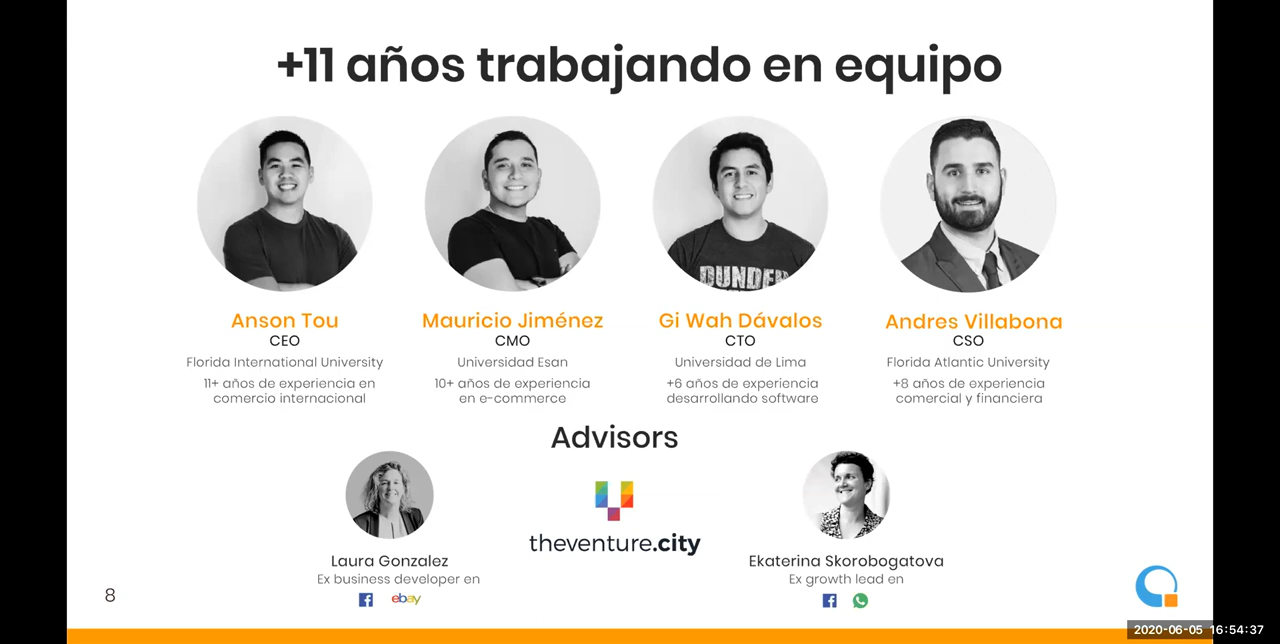 +11 años trabajando en equipo
DUNDER
Anson Tou
CEO
Florida International University
11+ años de experiencia en
comercio internacional
Mauricio Jiménez
CMO
Universidad Esan
10+ años de experiencia
en e-commerce
Gi Wah Dávalos
CTO
Universidad de Lima
+6 años de experiencia
desarrollando software
Andres Villabona
CSO
Florida Atlantic University
+8 años de experiencia
comercial y financiera
Advisors
theventure.city
Laura Gonzalez
Ex business developer en
ebay
Ekaterina Skorobogatova
Ex growth lead en
8
2020-06-05 16:54:37